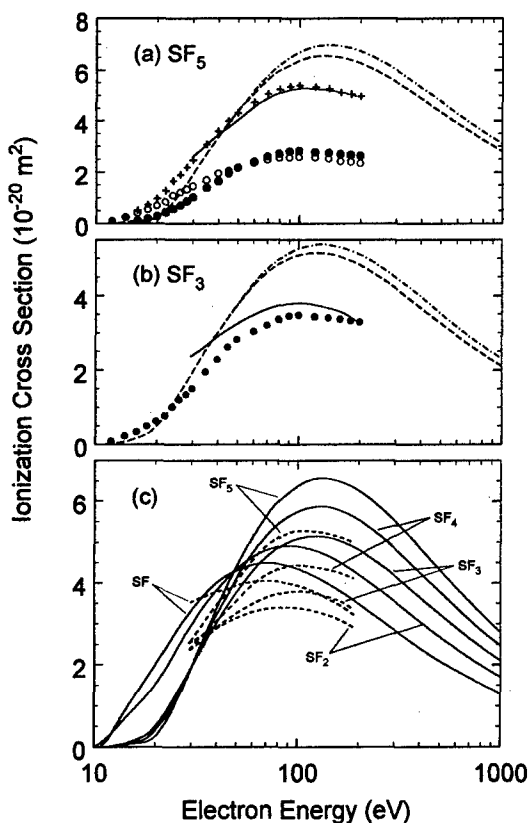 Ionization Cross Section (10⁻²⁰ m²)
8
(a) SF₅
6
4
2
0
(b) SF₃
4
2
0
(c)
6
SF₅
SF₄
4
SF
SF₃
2
SF₂
0
10
100
1000
Electron Energy (eV)